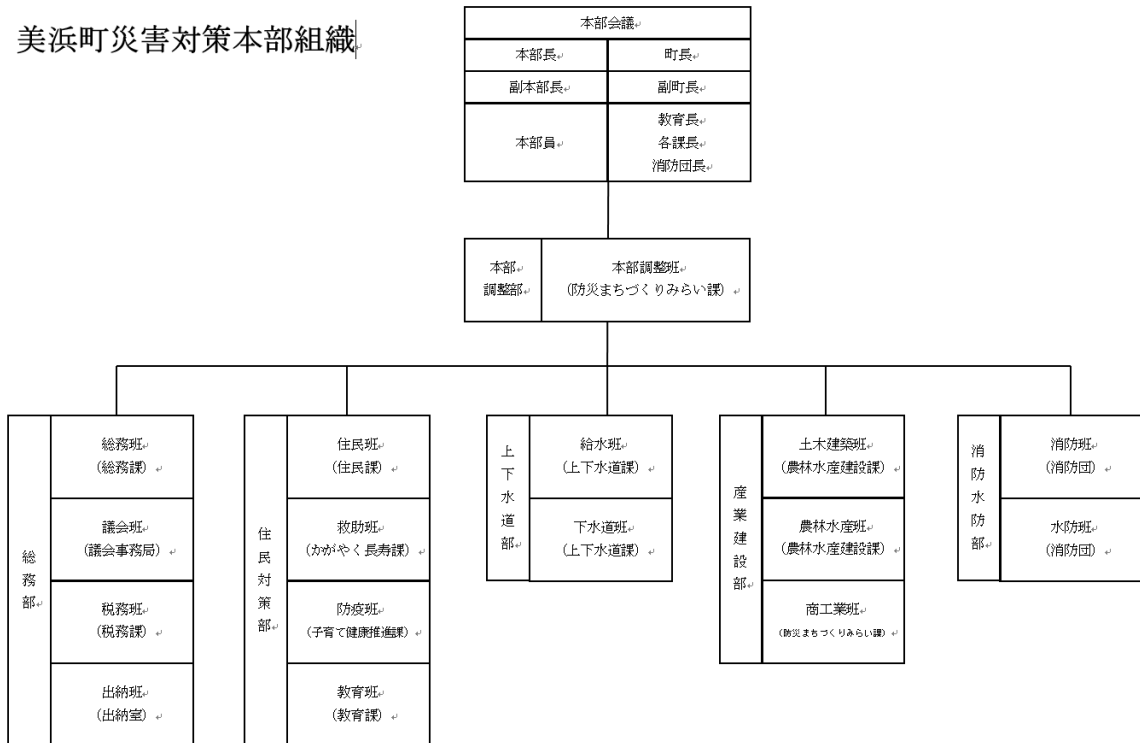 美浜町災害対策本部組織
本部会議
本部長
町長
副本部長
副町長
本部員
教育長
各課長
消防団長
本部
調整部
本部調整班
(防災まちづくりみらい課)
総務部
総務班
(総務課)
議会班
(議会事務局)
税務班
(税務課)
出納班
(出納室)
住民対策部
住民班
(住民課)
救助班
(かがやく長寿課)
防疫班
(子育て健康推進課)
教育班
(教育課)
上下水道部
給水班
(上下水道課)
下水道班
(上下水道課)
産業建設部
土木建築班
(農林水産建設課)
農林水産班
(農林水産建設課)
商工業班
(防災まちづくりみらい課)
消防水防部
消防班
(消防団)
水防班
(消防団)